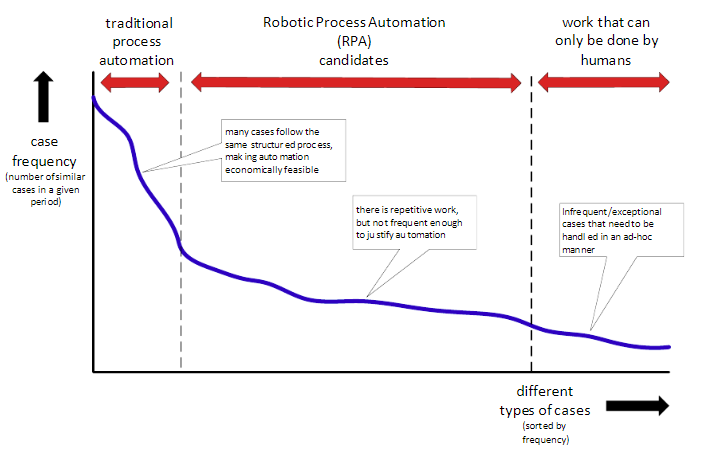 traditional
process
automation
Robotic Process Automation
(RPA)
candidates
work that can
only be done by
humans
case
frequency
(number of similar
cases in a given
period)
many cases follow the
same structured process,
making automation
economically feasible
there is repetitive work,
but not frequent enough
to justify automation
Infrequent/exceptional
cases that need to be
handled in an ad-hoc
manner
different
types of cases
(sorted by
frequency)